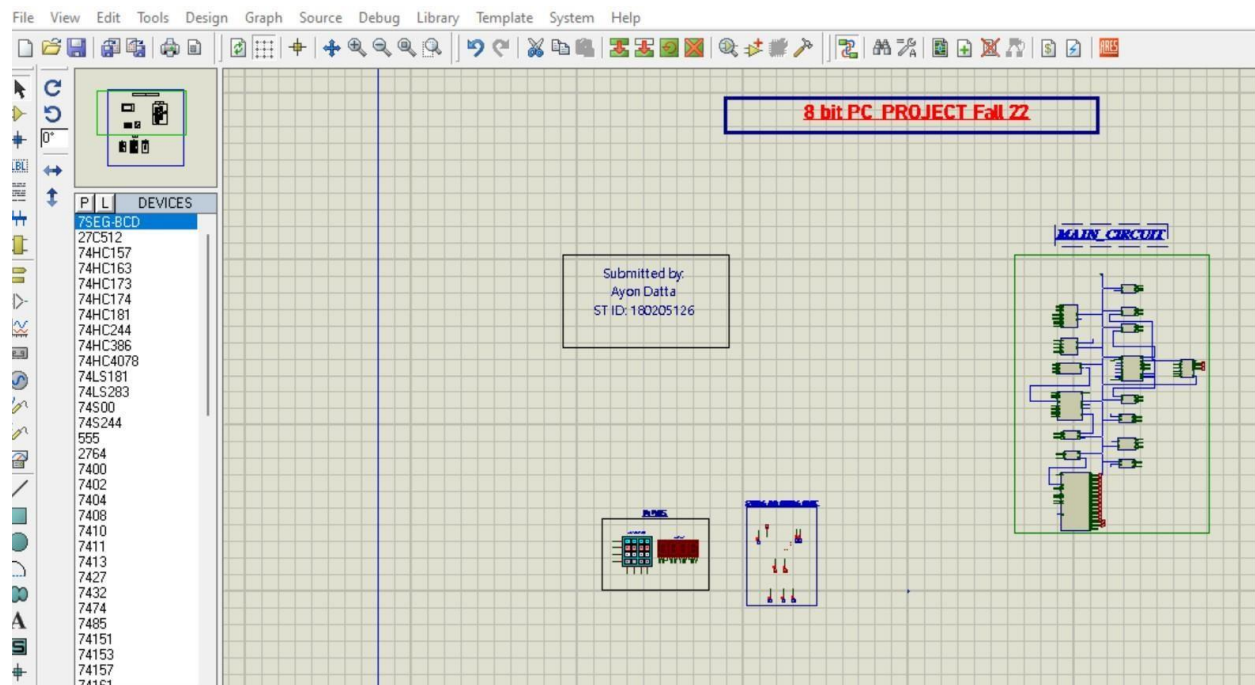 File View Edit Tools Design Graph Source Debug Library Template System Help
ARES
0°
LBL
P L DEVICES
7SEG-BCD
27C512
74HC157
74HC163
74HC173
74HC174
74HC181
74HC244
74HC386
74HC4078
74LS181
74LS283
74S00
74S244
555
2764
7400
7402
7404
7408
7410
7411
7413
7427
7432
7474
7485
74151
74153
74157
74161
A
S
8 bit PC PROJECT Fall 22
Submitted by:
Ayon Datta
ST ID: 180205126
MAIN_CIRCUIT